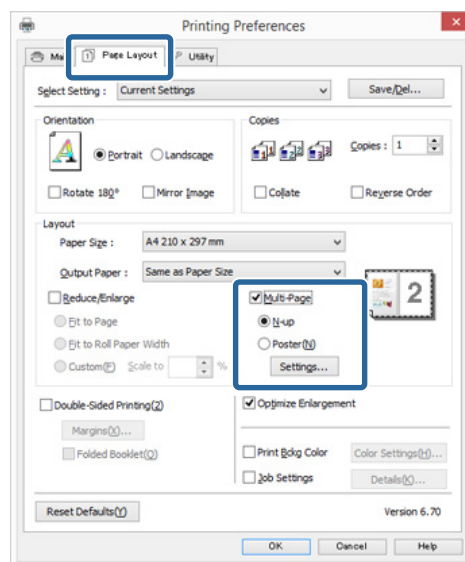 Printing Preferences
Page Layout Utility
Select Setting : Current Settings Save/Del...
Orientation Copies
Portrait Landscape Copies : 1
Rotate 180° Mirror Image Collate Reverse Order
Layout
Paper Size : A4 210 x 297 mm
Output Paper : Same as Paper Size
Reduce/Enlarge Multi-Page 2
Fit to Page N-up
Fit to Roll Paper Width Poster(N)
Custom(F) Scale to % Settings...
Double-Sided Printing(2) Optimize Enlargement
Margins(X)...
Folded Booklet(Q) Print Bckg Color Color Settings(H)...
Job Settings Details(K)...
Reset Defaults(Y) Version 6.70
OK Cancel Help